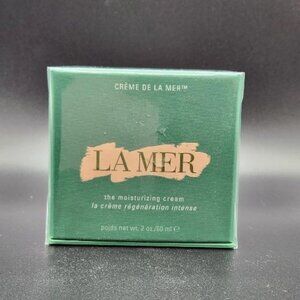 CRÈME DE LA MER™
LA MER
the moisturizing cream
la crème régénération intense
poids net wt. 2 oz./60 ml ℮